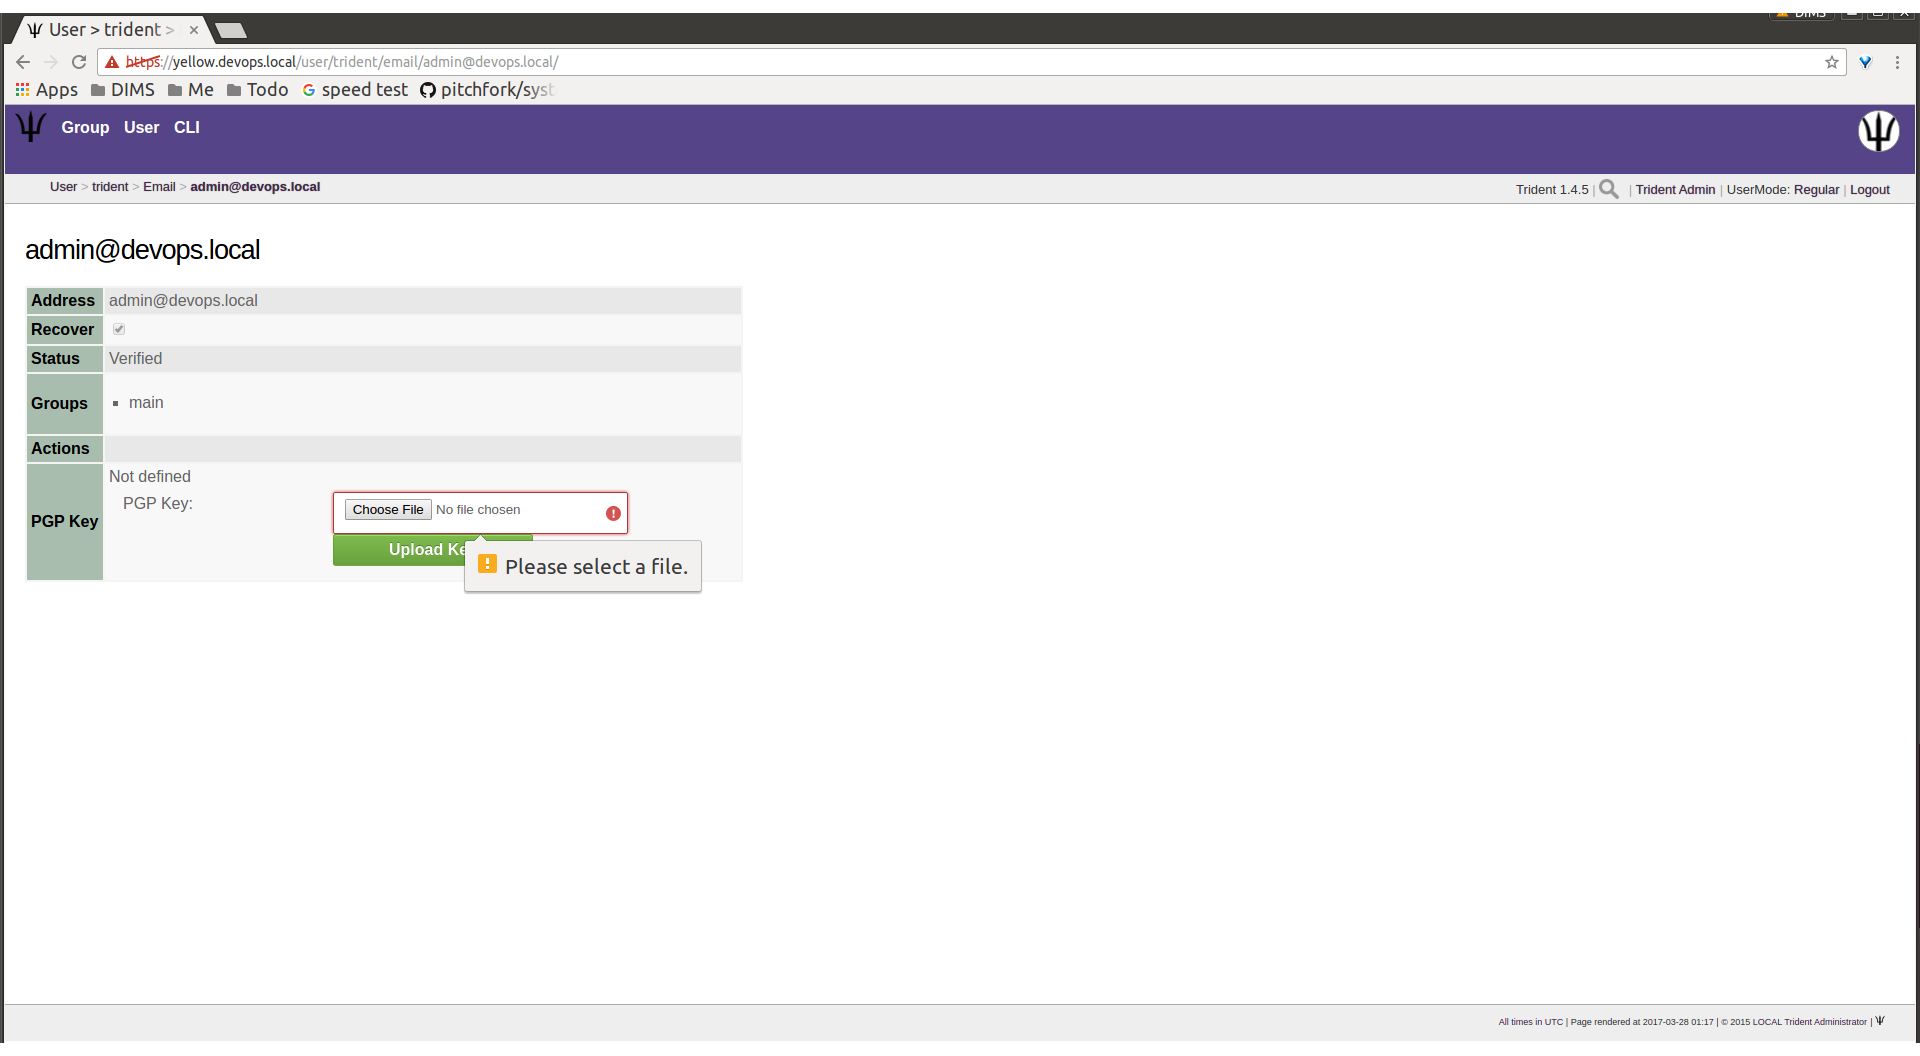 DIMS
User > trident >
https://yellow.devops.local/user/trident/email/admin@devops.local/
Apps DIMS Me Todo speed test pitchfork/syst
Group User CLI
User > trident > Email > admin@devops.local
Trident 1.4.5 | | Trident Admin | UserMode: Regular | Logout
admin@devops.local
Address admin@devops.local
Recover
Status Verified
Groups main
Actions
PGP Key Not defined
PGP Key:
Choose File No file chosen
Upload Ke
Please select a file.
All times in UTC | Page rendered at 2017-03-28 01:17 | © 2015 LOCAL Trident Administrator |